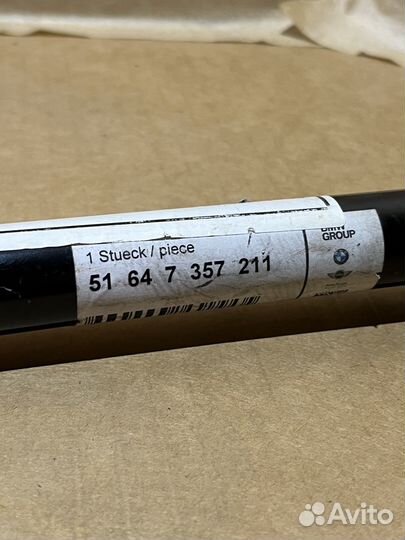 1 Stueck / piece
51 64 7 357 211
BMW
GROUP
Avito